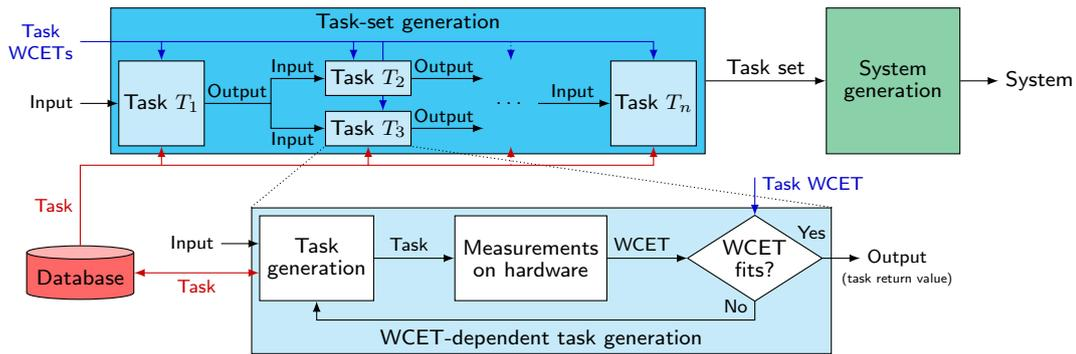 Task-set generation
Task
WCETs
Input
Task T1
Output
Input
Input
Task T2
Output
Task T3
Output
...
Input
Task Tn
Task set
System
generation
System
Task
Database
Task
Task WCET
Input
Task
generation
Task
Measurements
on hardware
WCET
WCET
fits?
Yes
No
Output
(task return value)
WCET-dependent task generation